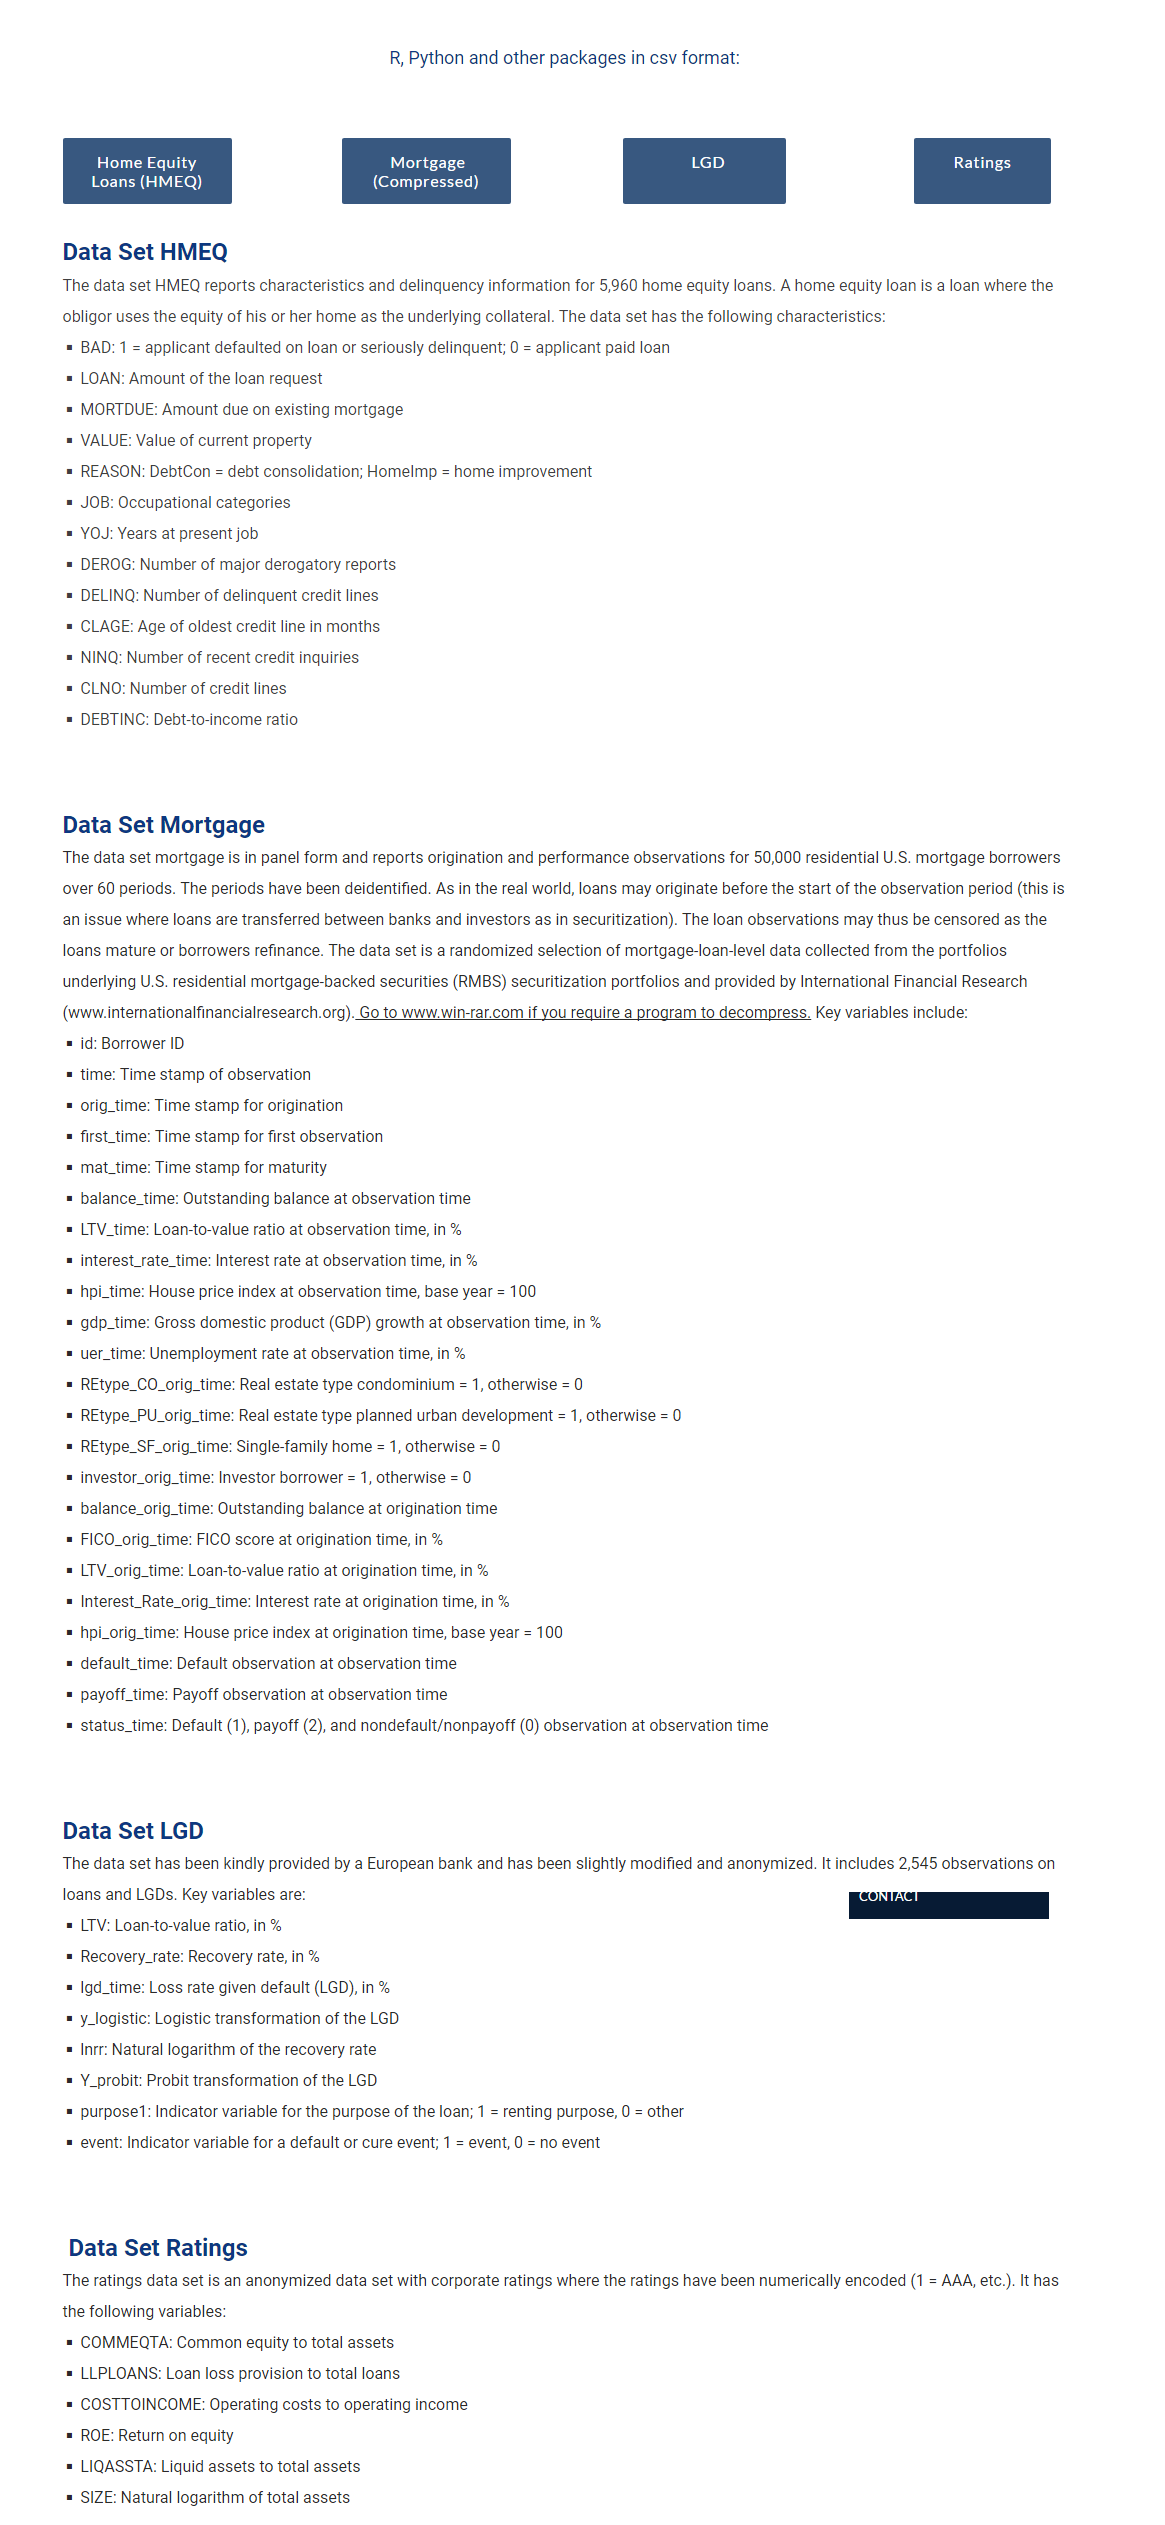 R, Python and other packages in csv format:
Home Equity
Loans (HMEQ)
Mortgage
(Compressed)
LGD
Ratings
Data Set HMEQ
The data set HMEQ reports characteristics and delinquency information for 5,960 home equity loans. A home equity loan is a loan where the
obligor uses the equity of his or her home as the underlying collateral. The data set has the following characteristics:
▪ BAD: 1 = applicant defaulted on loan or seriously delinquent; 0 = applicant paid loan
▪ LOAN: Amount of the loan request
▪ MORTDUE: Amount due on existing mortgage
▪ VALUE: Value of current property
▪ REASON: DebtCon = debt consolidation; HomeImp = home improvement
▪ JOB: Occupational categories
▪ YOJ: Years at present job
▪ DEROG: Number of major derogatory reports
▪ DELINQ: Number of delinquent credit lines
▪ CLAGE: Age of oldest credit line in months
▪ NINQ: Number of recent credit inquiries
▪ CLNO: Number of credit lines
▪ DEBTINC: Debt-to-income ratio
Data Set Mortgage
The data set mortgage is in panel form and reports origination and performance observations for 50,000 residential U.S. mortgage borrowers
over 60 periods. The periods have been deidentified. As in the real world, loans may originate before the start of the observation period (this is
an issue where loans are transferred between banks and investors as in securitization). The loan observations may thus be censored as the
loans mature or borrowers refinance. The data set is a randomized selection of mortgage-loan-level data collected from the portfolios
underlying U.S. residential mortgage-backed securities (RMBS) securitization portfolios and provided by International Financial Research
(www.internationalfinancialresearch.org). Go to www.win-rar.com if you require a program to decompress. Key variables include:
▪ id: Borrower ID
▪ time: Time stamp of observation
▪ orig_time: Time stamp for origination
▪ first_time: Time stamp for first observation
▪ mat_time: Time stamp for maturity
▪ balance_time: Outstanding balance at observation time
▪ LTV_time: Loan-to-value ratio at observation time, in %
▪ interest_rate_time: Interest rate at observation time, in %
▪ hpi_time: House price index at observation time, base year = 100
▪ gdp_time: Gross domestic product (GDP) growth at observation time, in %
▪ uer_time: Unemployment rate at observation time, in %
▪ REtype_CO_orig_time: Real estate type condominium = 1, otherwise = 0
▪ REtype_PU_orig_time: Real estate type planned urban development = 1, otherwise = 0
▪ REtype_SF_orig_time: Single-family home = 1, otherwise = 0
▪ investor_orig_time: Investor borrower = 1, otherwise = 0
▪ balance_orig_time: Outstanding balance at origination time
▪ FICO_orig_time: FICO score at origination time, in %
▪ LTV_orig_time: Loan-to-value ratio at origination time, in %
▪ Interest_Rate_orig_time: Interest rate at origination time, in %
▪ hpi_orig_time: House price index at origination time, base year = 100
▪ default_time: Default observation at observation time
▪ payoff_time: Payoff observation at observation time
▪ status_time: Default (1), payoff (2), and nondefault/nonpayoff (0) observation at observation time
Data Set LGD
The data set has been kindly provided by a European bank and has been slightly modified and anonymized. It includes 2,545 observations on
loans and LGDs. Key variables are:
CONTACT
▪ LTV: Loan-to-value ratio, in %
▪ Recovery_rate: Recovery rate, in %
▪ lgd_time: Loss rate given default (LGD), in %
▪ y_logistic: Logistic transformation of the LGD
▪ lnrr: Natural logarithm of the recovery rate
▪ Y_probit: Probit transformation of the LGD
▪ purpose1: Indicator variable for the purpose of the loan; 1 = renting purpose, 0 = other
▪ event: Indicator variable for a default or cure event; 1 = event, 0 = no event
Data Set Ratings
The ratings data set is an anonymized data set with corporate ratings where the ratings have been numerically encoded (1 = AAA, etc.). It has
the following variables:
▪ COMMEQTA: Common equity to total assets
▪ LLPLOANS: Loan loss provision to total loans
▪ COSTTOINCOME: Operating costs to operating income
▪ ROE: Return on equity
▪ LIQASSTA: Liquid assets to total assets
▪ SIZE: Natural logarithm of total assets